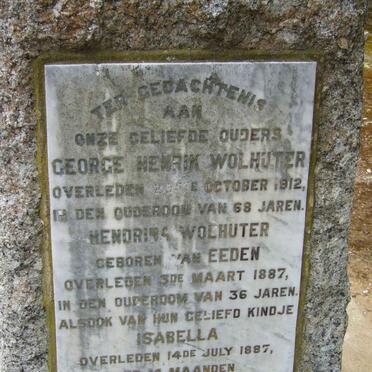 TER GEDACHTENIS
AAN
ONZE GELIEFDE OUDERS
GEORGE HENRIK WOLHUTER
OVERLEDEN OCTOBER 1912,
IN DEN OUDERDOM VAN 68 JAREN.
HENDRINA WOLHUTER
GEBOREN VAN EEDEN
OVERLEDEN 3DE MAART 1887,
IN DEN OUDERDOM VAN 36 JAREN.
ALSOOK VAN HUN GELIEFD KINDJE
ISABELLA
OVERLEDEN 14DE JULY 1887,
MAANDEN